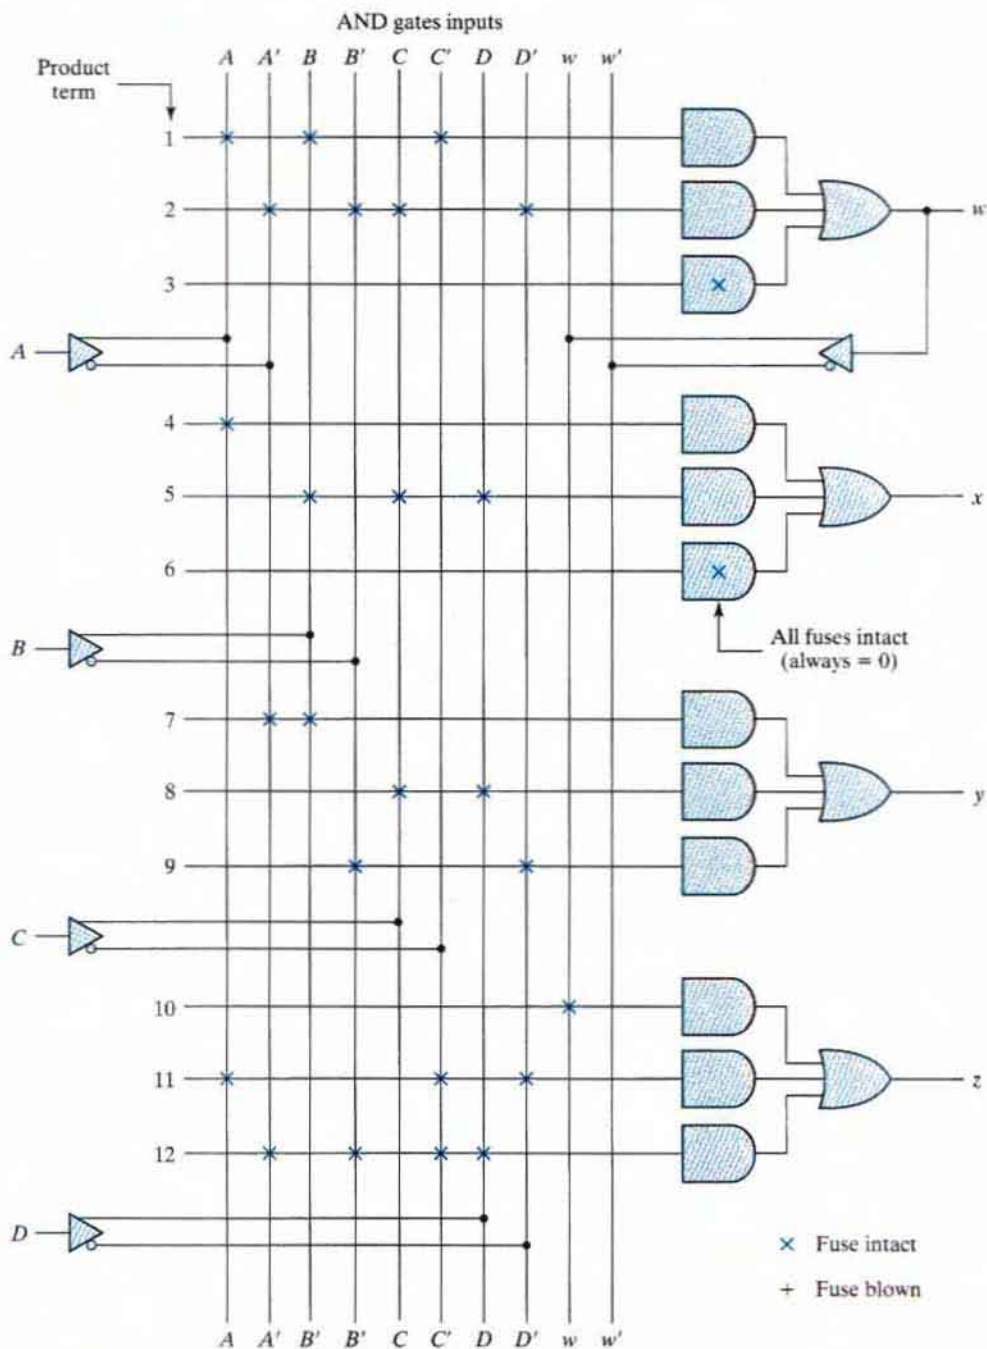 AND gates inputs
A A' B B' C C' D D' w w'
Product
term
1
2
w
3
A
4
5
x
6
All fuses intact
(always = 0)
B
7
8
y
9
C
10
11
z
12
D
× Fuse intact
+ Fuse blown
A A' B' B' C C' D D' w w'